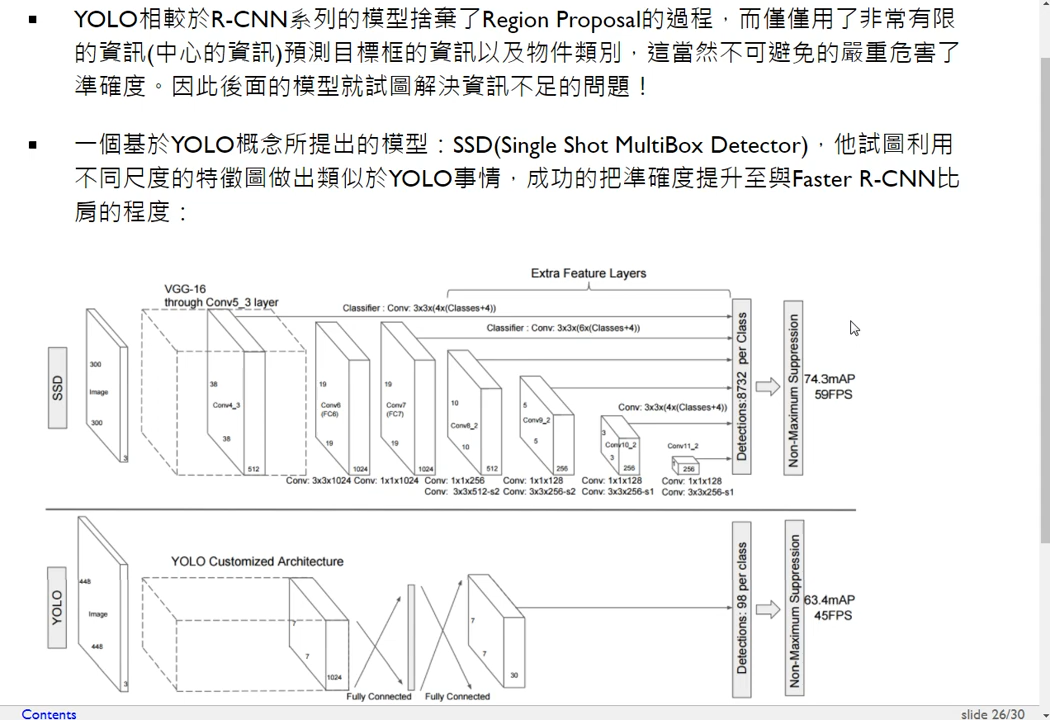 ▪ YOLO相較於R-CNN系列的模型捨棄了Region Proposal的過程，而僅僅用了非常有限
的資訊(中心的資訊)預測目標框的資訊以及物件類別，這當然不可避免的嚴重危害了
準確度。因此後面的模型就試圖解決資訊不足的問題！
▪ 一個基於YOLO概念所提出的模型：SSD(Single Shot MultiBox Detector)，他試圖利用
不同尺度的特徵圖做出類似於YOLO事情，成功的把準確度提升至與Faster R-CNN比
肩的程度：
Extra Feature Layers
VGG-16
through Conv5_3 layer
Classifier : Conv: 3x3x(4x(Classes+4))
Classifier : Conv: 3x3x(6x(Classes+4))
Conv: 3x3x(4x(Classes+4))
SSD
300
Image
300
3
38
Conv4_3
38
512
19
Conv6
(FC6)
19
1024
19
Conv7
(FC7)
19
1024
10
Conv8_2
10
512
5
Conv9_2
5
256
3
Conv10_2
3
256
Conv11_2
256
Conv: 3x3x1024 Conv: 1x1x1024 Conv: 1x1x256 Conv: 1x1x128 Conv: 1x1x128 Conv: 1x1x128
Conv: 3x3x512-s2 Conv: 3x3x256-s2 Conv: 3x3x256-s1 Conv: 3x3x256-s1
Detections:8732 per Class
Non-Maximum Suppression
74.3mAP
59FPS
YOLO
448
Image
448
3
YOLO Customized Architecture
7
7
1024
Fully Connected
Fully Connected
7
7
30
Detections: 98 per class
Non-Maximum Suppression
63.4mAP
45FPS
Contents
slide 26/30